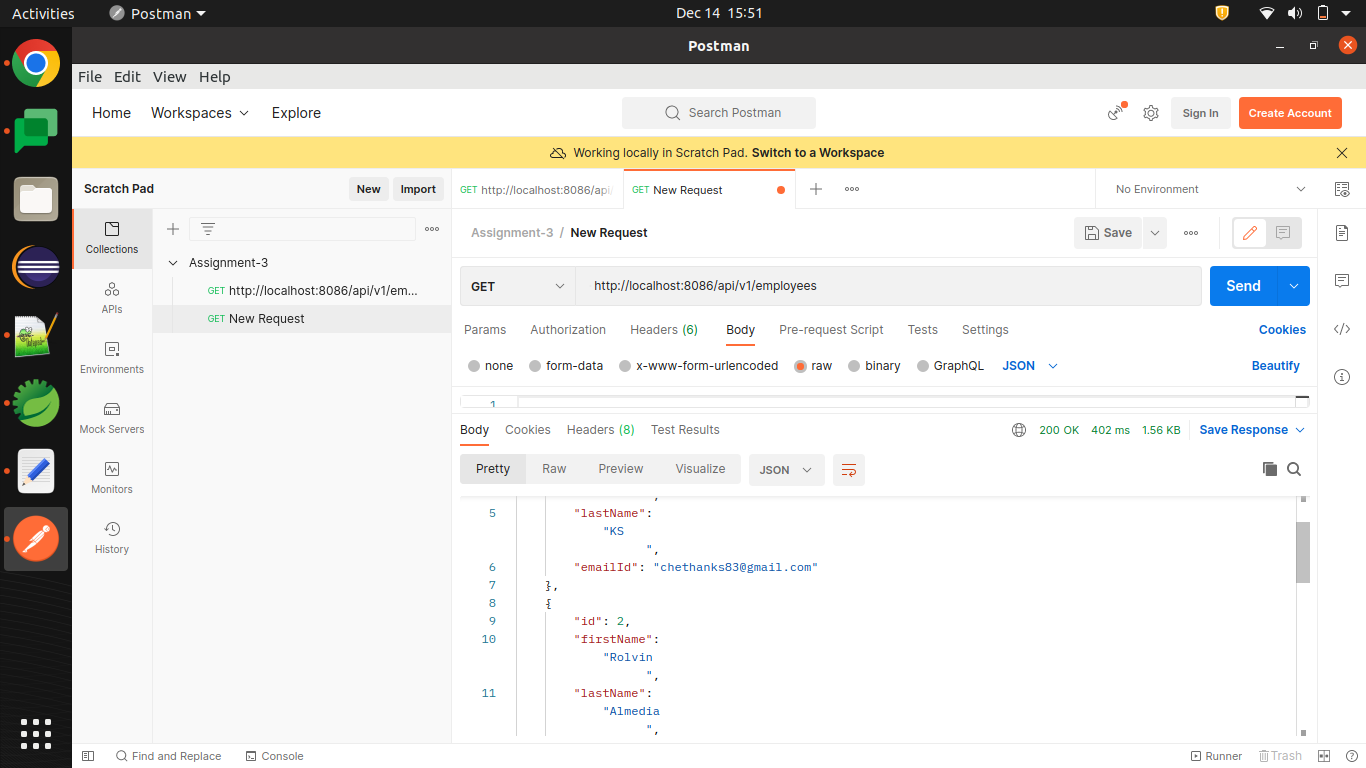 Activities
Postman
Dec 14 15:51
Postman
File Edit View Help
Home Workspaces Explore
Search Postman
Sign In
Create Account
Working locally in Scratch Pad. Switch to a Workspace
Scratch Pad
New
Import
GET http://localhost:8086/api
GET New Request
No Environment
Collections
APIs
Environments
Mock Servers
Monitors
History
Assignment-3
GET http://localhost:8086/api/v1/em...
GET New Request
Assignment-3 / New Request
Save
GET
http://localhost:8086/api/v1/employees
Send
Params Authorization Headers (6) Body Pre-request Script Tests Settings
Cookies
none form-data x-www-form-urlencoded raw binary GraphQL JSON
Beautify
1
Body Cookies Headers (8) Test Results
200 OK 402 ms 1.56 KB
Save Response
Pretty Raw Preview Visualize
JSON
",
5 "lastName":
"KS
",
6 "emailId": "chethanks83@gmail.com"
7 },
8 {
9 "id": 2,
10 "firstName":
"Rolvin
",
11 "lastName":
"Almedia
",
Find and Replace
Console
Runner
Trash